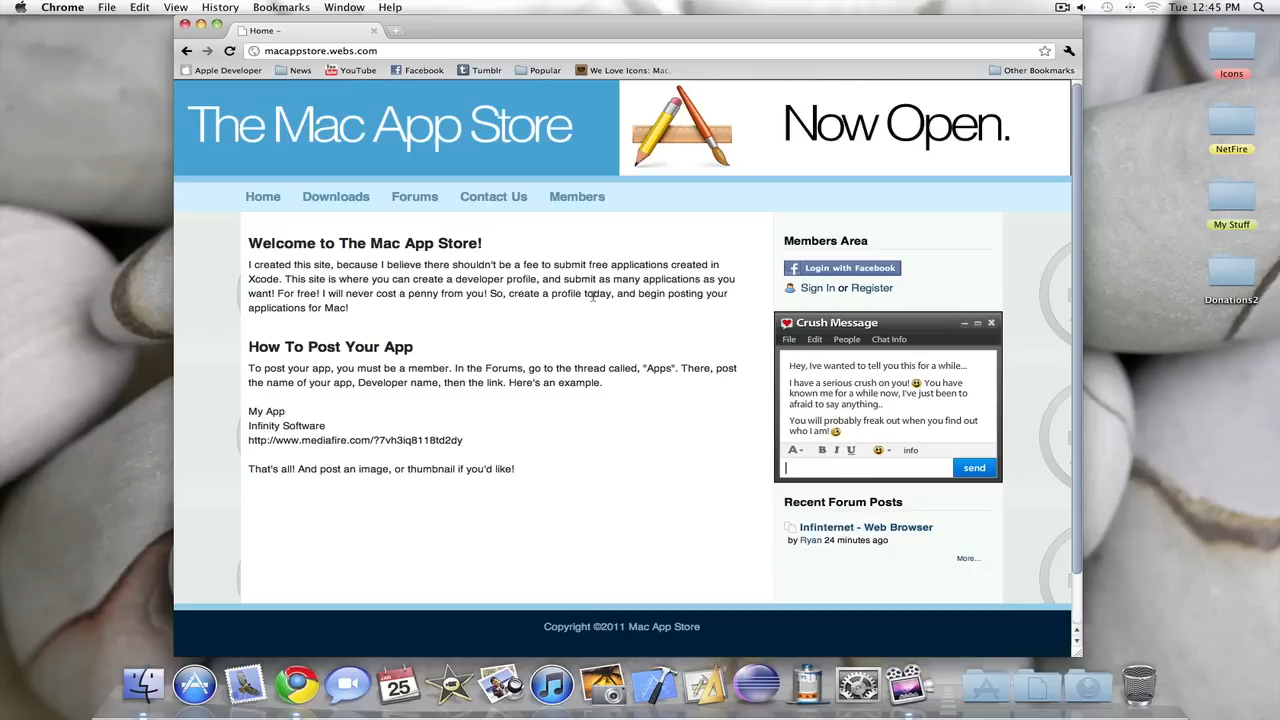 Chrome File Edit View History Bookmarks Window Help Tue 12:45 PM
Home –
macappstore.webs.com
Apple Developer News YouTube Facebook Tumblr Popular We Love Icons: Mac. Other Bookmarks
The Mac App Store
Now Open.
Home Downloads Forums Contact Us Members
Welcome to The Mac App Store!
I created this site, because I believe there shouldn't be a fee to submit free applications created in
Xcode. This site is where you can create a developer profile, and submit as many applications as you
want! For free! I will never cost a penny from you! So, create a profile today, and begin posting your
applications for Mac!
How To Post Your App
To post your app, you must be a member. In the Forums, go to the thread called, "Apps". There, post
the name of your app, Developer name, then the link. Here's an example.
My App
Infinity Software
http://www.mediafire.com/?7vh3iq8118td2dy
That's all! And post an image, or thumbnail if you'd like!
Members Area
Login with Facebook
Sign In or Register
Crush Message
File Edit People Chat Info
Hey, Ive wanted to tell you this for a while...
I have a serious crush on you! You have
known me for a while now, I've just been to
afraid to say anything..
You will probably freak out when you find out
who I am!
A B I U info
send
Recent Forum Posts
Infinternet - Web Browser
by Ryan 24 minutes ago
More...
Copyright ©2011 Mac App Store
Icons
NetFire
My Stuff
Donations2
JAN
25